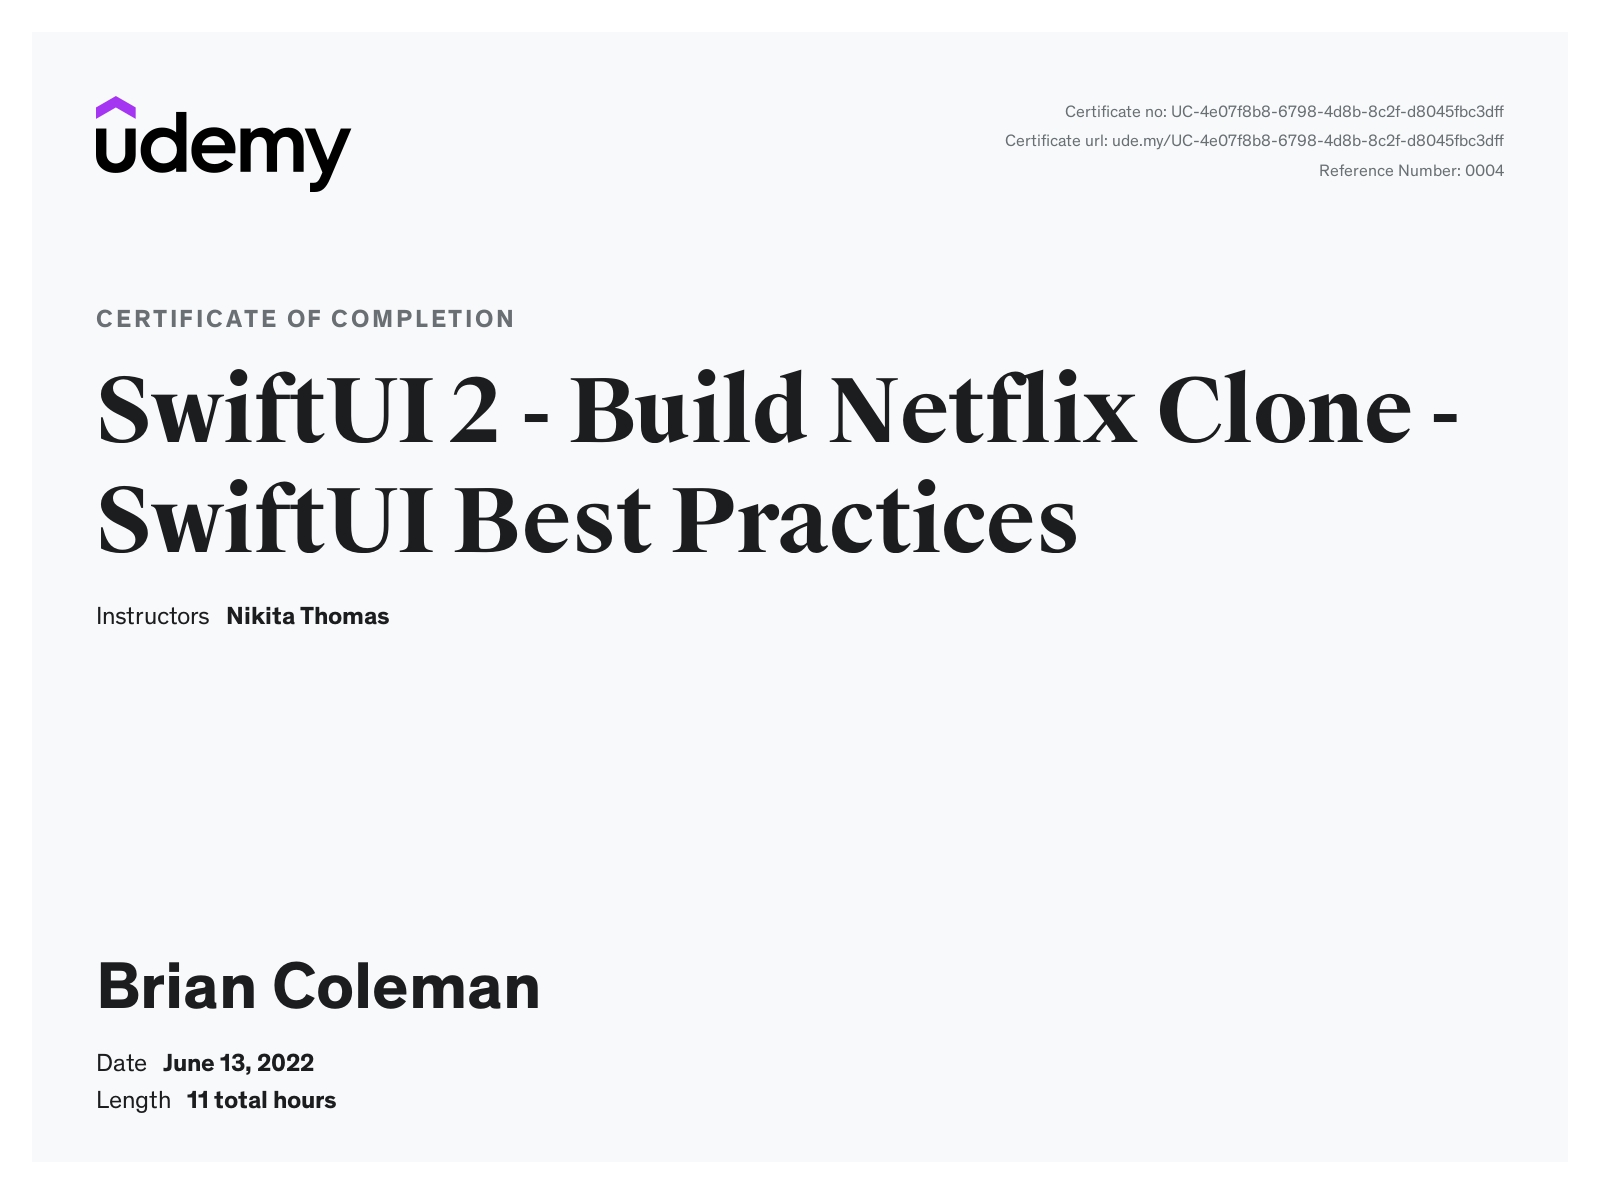 udemy
Certificate no: UC-4e07f8b8-6798-4d8b-8c2f-d8045fbc3dff
Certificate url: ude.my/UC-4e07f8b8-6798-4d8b-8c2f-d8045fbc3dff
Reference Number: 0004
CERTIFICATE OF COMPLETION
SwiftUI 2 - Build Netflix Clone -
SwiftUI Best Practices
Instructors Nikita Thomas
Brian Coleman
Date June 13, 2022
Length 11 total hours